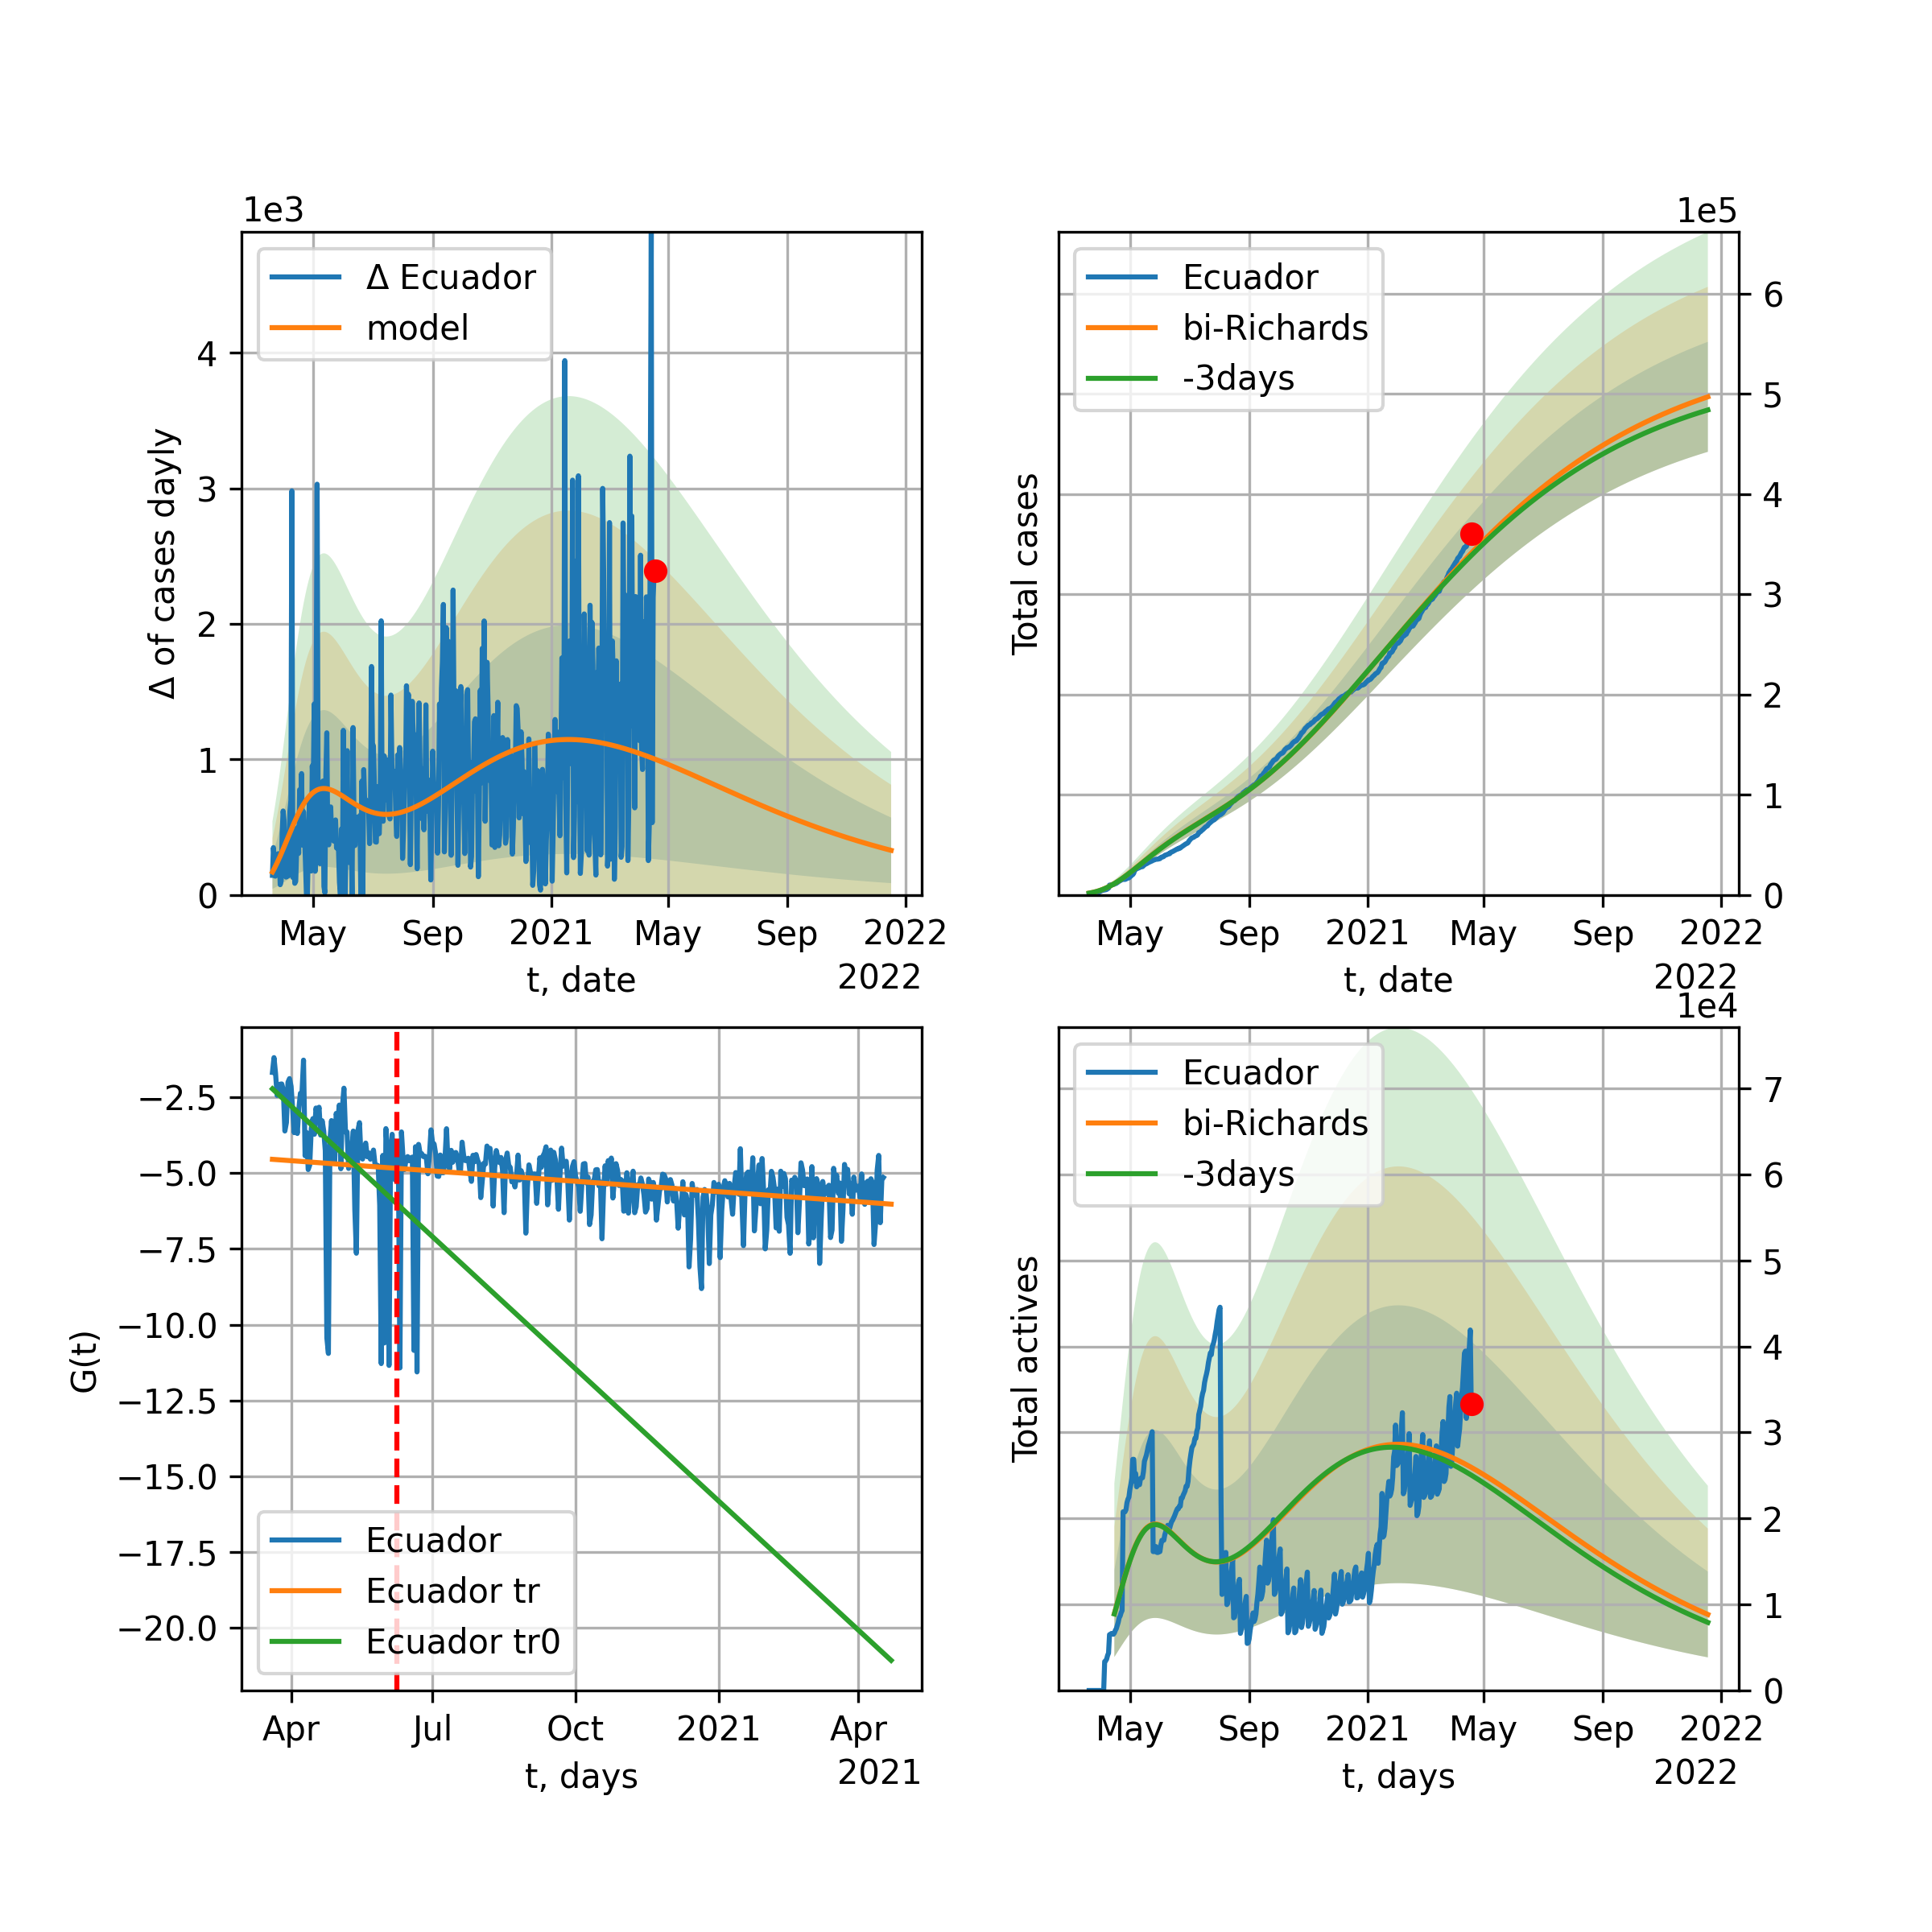 1e3
Δ Ecuador
model
Δ of cases dayly
4
3
2
1
0
May Sep 2021 May Sep 2022
t, date
2022
1e5
Ecuador
bi-Richards
-3days
Total cases
6
5
4
3
2
1
0
May Sep 2021 May Sep 2022
t, date
2022
G(t)
−2.5
−5.0
−7.5
−10.0
−12.5
−15.0
−17.5
−20.0
Ecuador
Ecuador tr
Ecuador tr0
Apr Jul Oct 2021 Apr
t, days
2021
1e4
Ecuador
bi-Richards
-3days
Total actives
7
6
5
4
3
2
1
0
May Sep 2021 May Sep 2022
t, days
2022